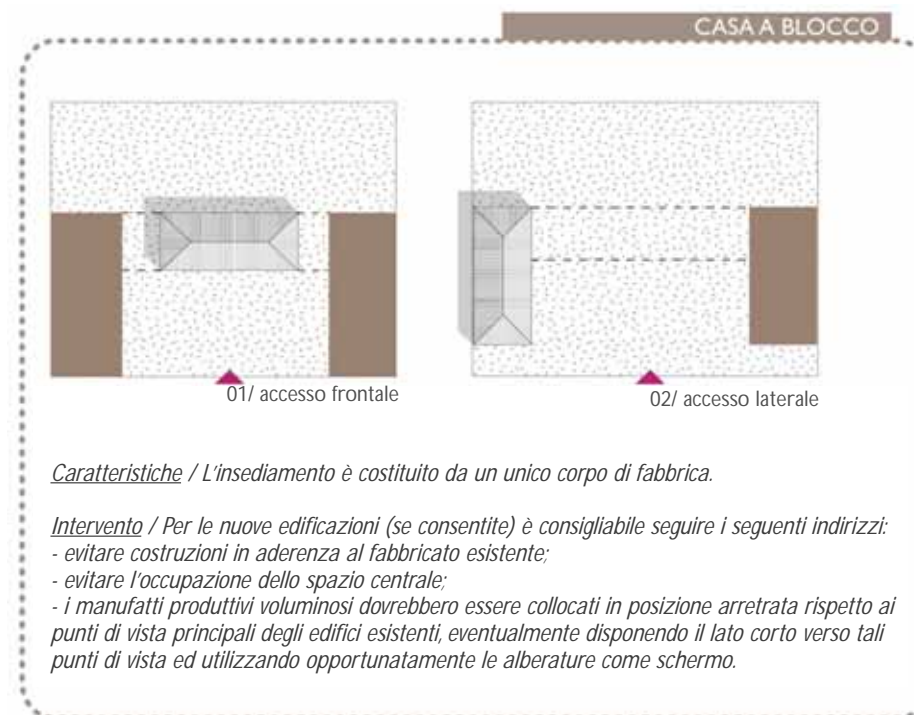 CASA A BLOCCO
01/ accesso frontale
02/ accesso laterale
Caratteristiche / L'insediamento è costituito da un unico corpo di fabbrica.
Intervento / Per le nuove edificazioni (se consentite) è consigliabile seguire i seguenti indirizzi:
- evitare costruzioni in aderenza al fabbricato esistente;
- evitare l'occupazione dello spazio centrale;
- i manufatti produttivi voluminosi dovrebbero essere collocati in posizione arretrata rispetto ai
punti di vista principali degli edifici esistenti, eventualmente disponendo il lato corto verso tali
punti di vista ed utilizzando opportunatamente le alberature come schermo.